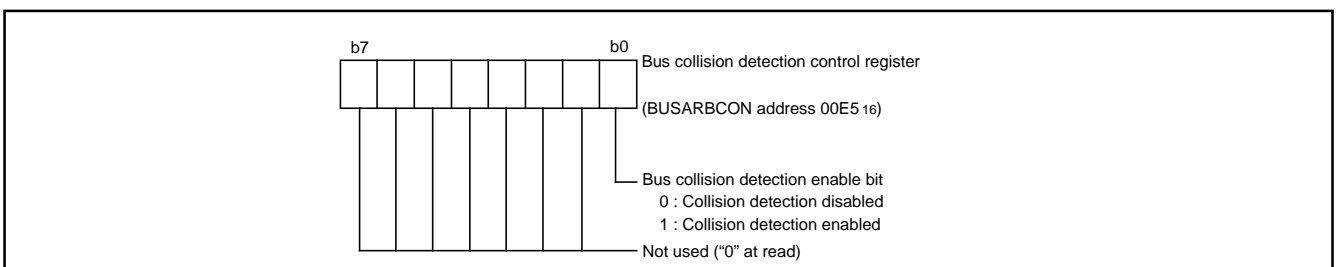 b7 b0
Bus collision detection control register
(BUSARBCON address 00E5 16)
Bus collision detection enable bit
0 : Collision detection disabled
1 : Collision detection enabled
Not used (“0” at read)